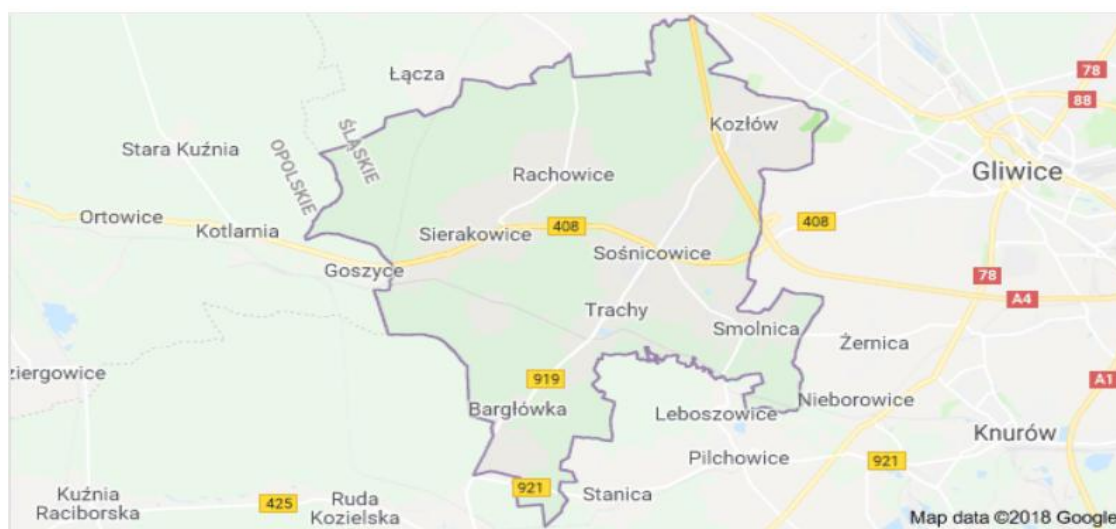 Łącza
78
88
Kozłów
Stara Kuźnia
OPOLSKIE
ŚLĄSKIE
Rachowice
Gliwice
Ortowice
Kotlarnia
Sierakowice
408
408
Sośnicowice
Goszyce
78
A4
Trachy
Smolnica
Żernica
ziergowice
919
A1
Bargłówka
Leboszowice
Nieborowice
Knurów
Pilchowice
921
921
Stanica
Kuźnia
Raciborska
425
Ruda
Kozielska
Map data ©2018 Google